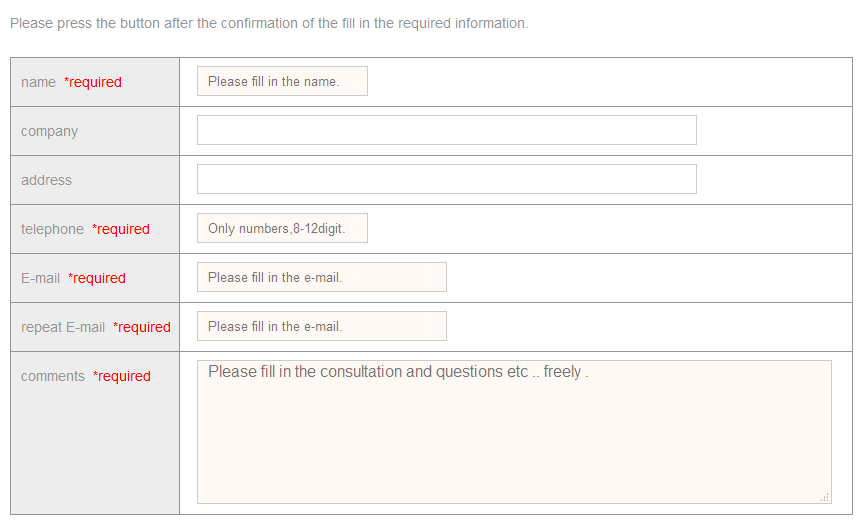 Please press the button after the confirmation of the fill in the required information.
name *required Please fill in the name.
company
address
telephone *required Only numbers,8-12digit.
E-mail *required Please fill in the e-mail.
repeat E-mail *required Please fill in the e-mail.
comments *required Please fill in the consultation and questions etc .. freely .